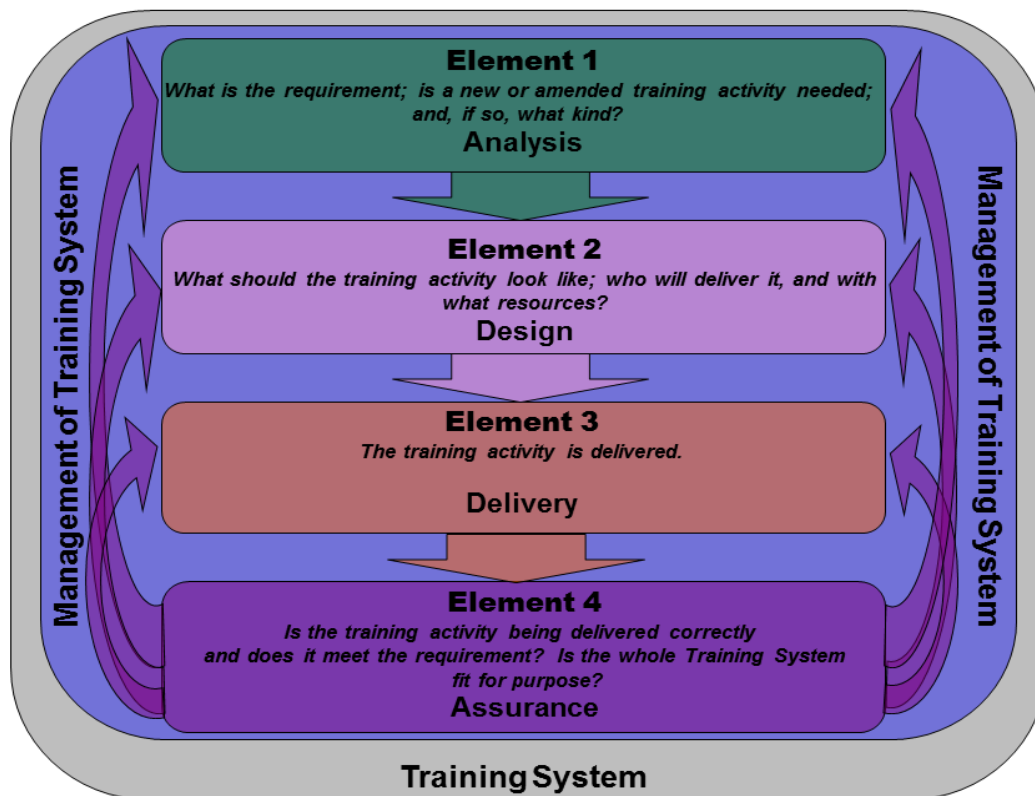 Element 1
What is the requirement; is a new or amended training activity needed;
and, if so, what kind?
Analysis
Management of Training System
Management of Training System
Element 2
What should the training activity look like; who will deliver it, and with
what resources?
Design
Element 3
The training activity is delivered.
Delivery
Element 4
Is the training activity being delivered correctly
and does it meet the requirement? Is the whole Training System
fit for purpose?
Assurance
Training System